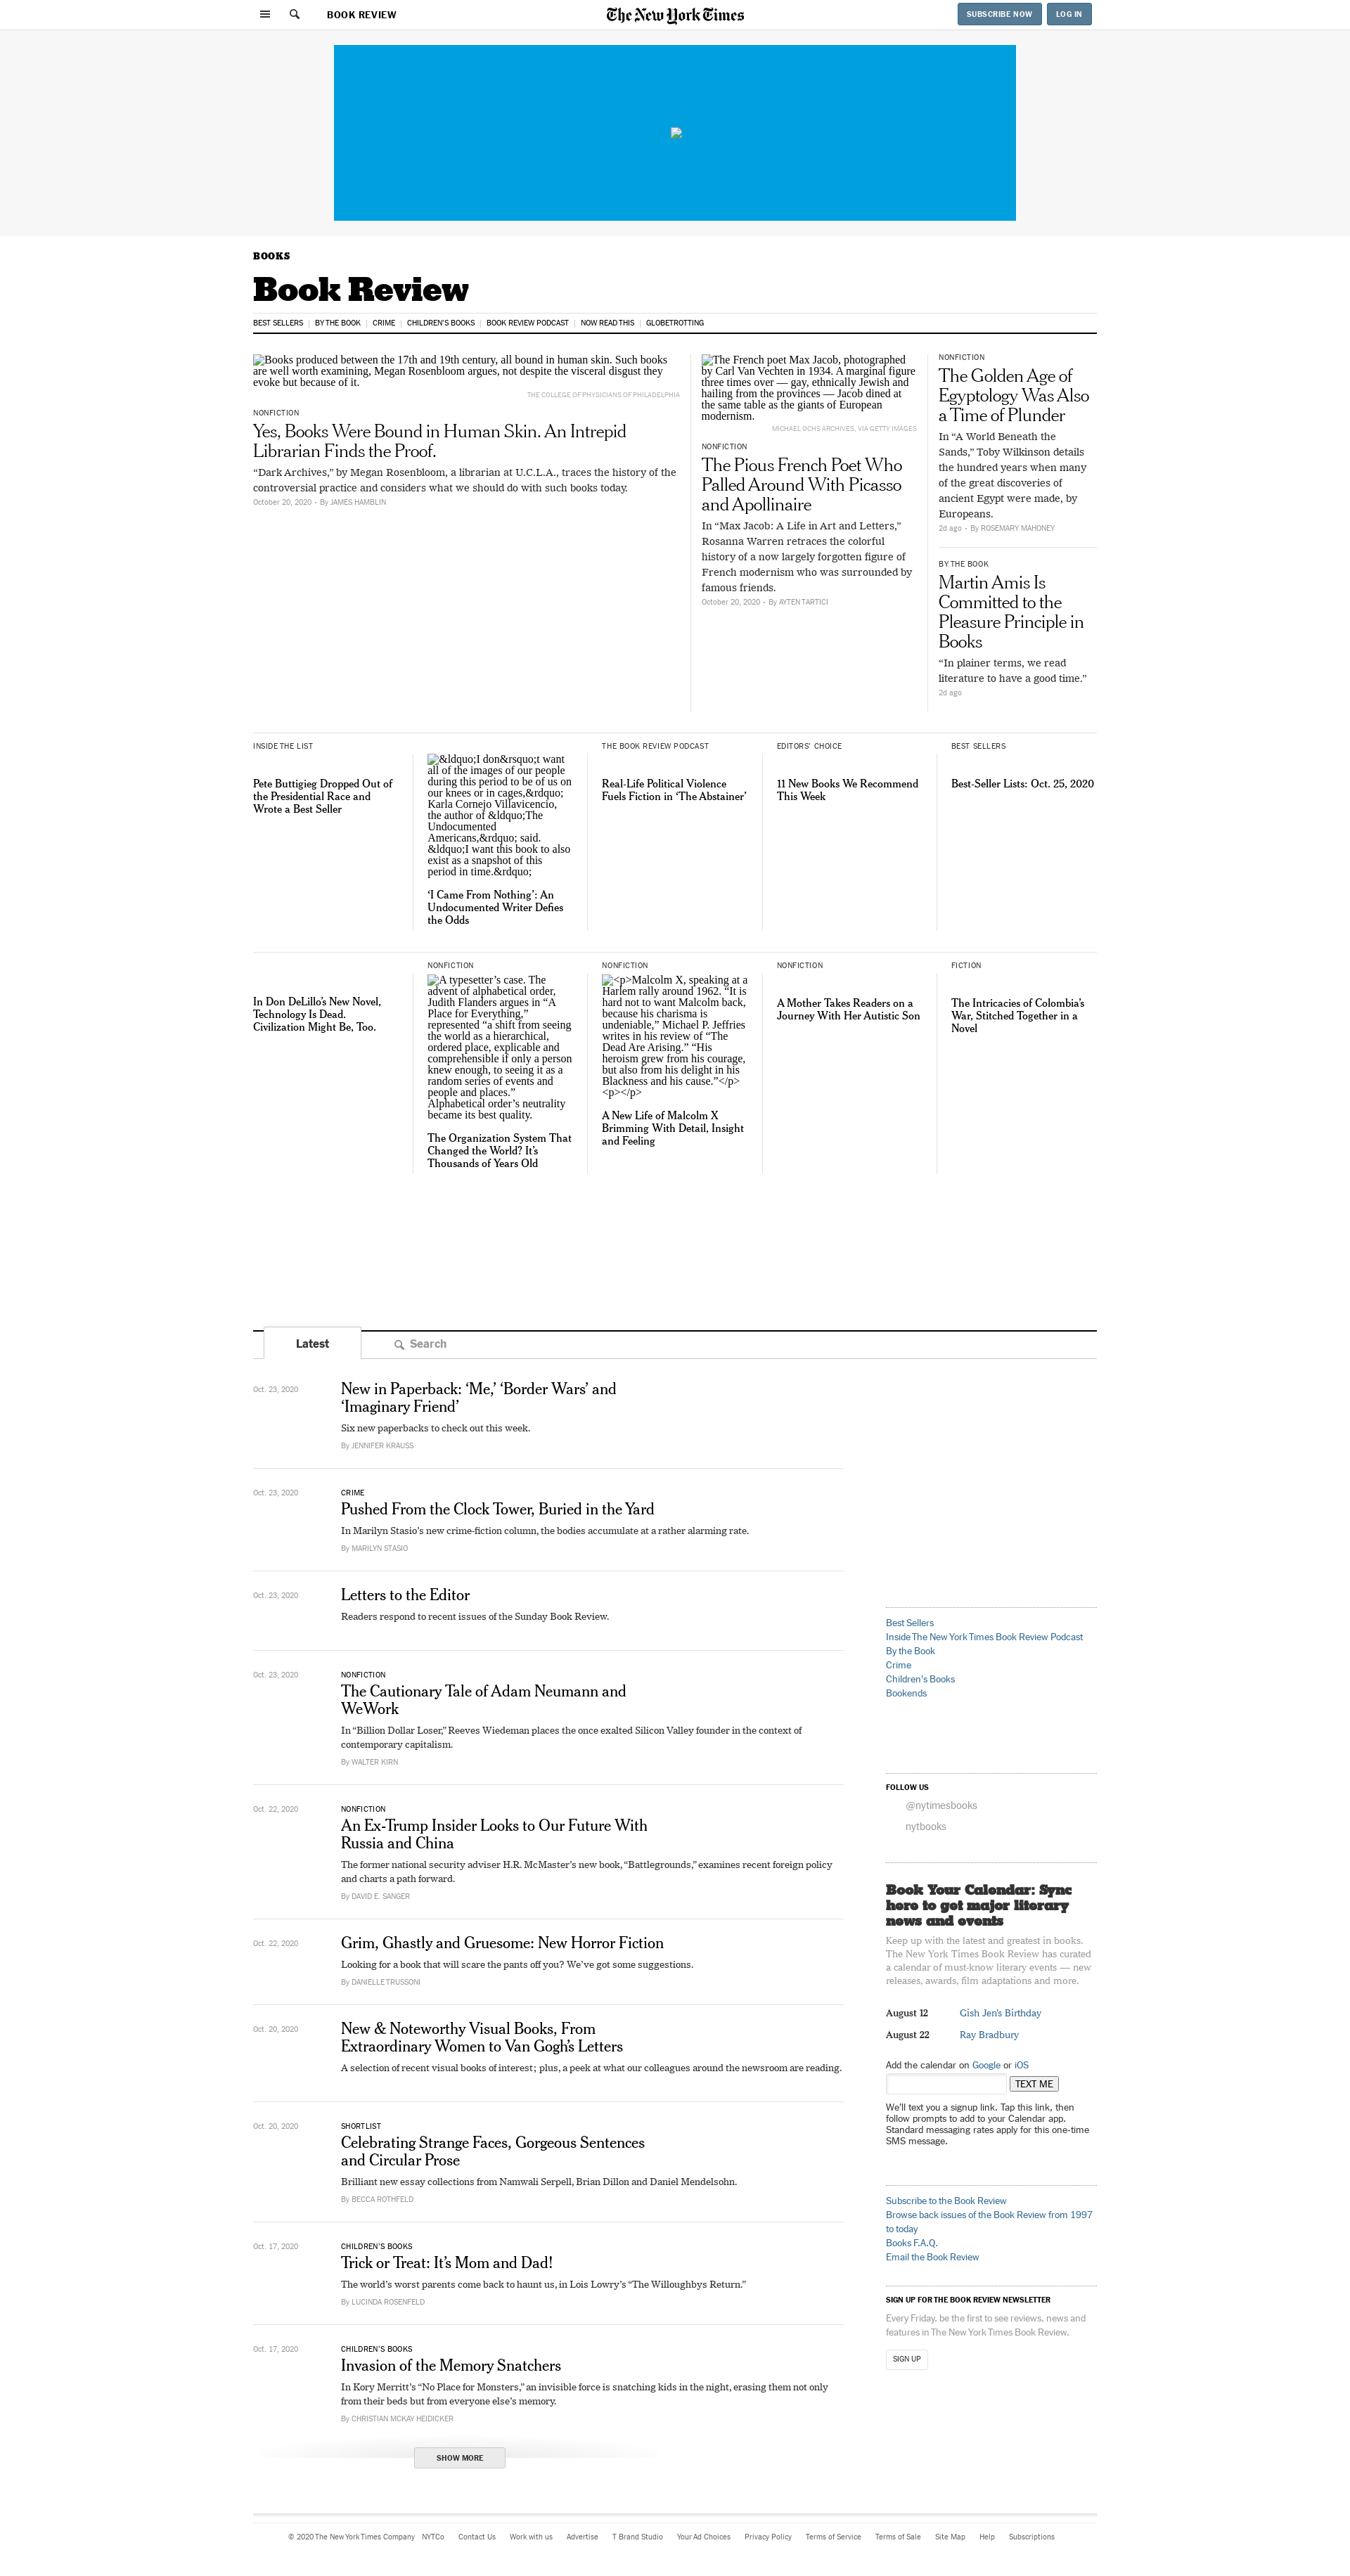 BOOK REVIEW
The New York Times
SUBSCRIBE NOW
LOG IN
BOOKS
Book Review
BEST SELLERS | BY THE BOOK | CRIME | CHILDREN'S BOOKS | BOOK REVIEW PODCAST | NOW READ THIS | GLOBETROTTING
Books produced between the 17th and 19th century, all bound in human skin. Such books
are well worth examining, Megan Rosenbloom argues, not despite the visceral disgust they
evoke but because of it.
THE COLLEGE OF PHYSICIANS OF PHILADELPHIA
NONFICTION
Yes, Books Were Bound in Human Skin. An Intrepid
Librarian Finds the Proof.
“Dark Archives,” by Megan Rosenbloom, a librarian at U.C.L.A., traces the history of the
controversial practice and considers what we should do with such books today.
October 20, 2020 - By JAMES HAMBLIN
The French poet Max Jacob, photographed
by Carl Van Vechten in 1934. A marginal figure
three times over — gay, ethnically Jewish and
hailing from the provinces — Jacob dined at
the same table as the giants of European
modernism.
MICHAEL OCHS ARCHIVES, VIA GETTY IMAGES
NONFICTION
The Pious French Poet Who
Palled Around With Picasso
and Apollinaire
In “Max Jacob: A Life in Art and Letters,”
Rosanna Warren retraces the colorful
history of a now largely forgotten figure of
French modernism who was surrounded by
famous friends.
October 20, 2020 - By AYTEN TARTICI
NONFICTION
The Golden Age of
Egyptology Was Also
a Time of Plunder
In “A World Beneath the
Sands,” Toby Wilkinson details
the hundred years when many
of the great discoveries of
ancient Egypt were made, by
Europeans.
2d ago - By ROSEMARY MAHONEY
BY THE BOOK
Martin Amis Is
Committed to the
Pleasure Principle in
Books
“In plainer terms, we read
literature to have a good time.”
2d ago
INSIDE THE LIST
Pete Buttigieg Dropped Out of
the Presidential Race and
Wrote a Best Seller
&ldquo;I don&rsquo;t want
all of the images of our people
during this period to be of us on
our knees or in cages,&rdquo;
Karla Cornejo Villavicencio,
the author of &ldquo;The
Undocumented
Americans,&rdquo; said.
&ldquo;I want this book to also
exist as a snapshot of this
period in time.&rdquo;
‘I Came From Nothing’: An
Undocumented Writer Defies
the Odds
THE BOOK REVIEW PODCAST
Real-Life Political Violence
Fuels Fiction in ‘The Abstainer’
EDITORS' CHOICE
11 New Books We Recommend
This Week
BEST SELLERS
Best-Seller Lists: Oct. 25, 2020
In Don DeLillo’s New Novel,
Technology Is Dead.
Civilization Might Be, Too.
NONFICTION
A typesetter’s case. The
advent of alphabetical order,
Judith Flanders argues in “A
Place for Everything,”
represented “a shift from seeing
the world as a hierarchical,
ordered place, explicable and
comprehensible if only a person
knew enough, to seeing it as a
random series of events and
people and places.”
Alphabetical order’s neutrality
became its best quality.
The Organization System That
Changed the World? It’s
Thousands of Years Old
NONFICTION
<p>Malcolm X, speaking at a
Harlem rally around 1962. “It is
hard not to want Malcolm back,
because his charisma is
undeniable,” Michael P. Jeffries
writes in his review of “The
Dead Are Arising.” “His
heroism grew from his courage,
but also from his delight in his
Blackness and his cause.”</p>
<p></p>
A New Life of Malcolm X
Brimming With Detail, Insight
and Feeling
NONFICTION
A Mother Takes Readers on a
Journey With Her Autistic Son
FICTION
The Intricacies of Colombia’s
War, Stitched Together in a
Novel
Latest
Search
Oct. 23, 2020
New in Paperback: ‘Me,’ ‘Border Wars’ and
‘Imaginary Friend’
Six new paperbacks to check out this week.
By JENNIFER KRAUSS
Oct. 23, 2020
CRIME
Pushed From the Clock Tower, Buried in the Yard
In Marilyn Stasio’s new crime-fiction column, the bodies accumulate at a rather alarming rate.
By MARILYN STASIO
Oct. 23, 2020
Letters to the Editor
Readers respond to recent issues of the Sunday Book Review.
Oct. 23, 2020
NONFICTION
The Cautionary Tale of Adam Neumann and
WeWork
In “Billion Dollar Loser,” Reeves Wiedeman places the once exalted Silicon Valley founder in the context of
contemporary capitalism.
By WALTER KIRN
Oct. 22, 2020
NONFICTION
An Ex-Trump Insider Looks to Our Future With
Russia and China
The former national security adviser H.R. McMaster’s new book, “Battlegrounds,” examines recent foreign policy
and charts a path forward.
By DAVID E. SANGER
Oct. 22, 2020
Grim, Ghastly and Gruesome: New Horror Fiction
Looking for a book that will scare the pants off you? We’ve got some suggestions.
By DANIELLE TRUSSONI
Oct. 20, 2020
New & Noteworthy Visual Books, From
Extraordinary Women to Van Gogh’s Letters
A selection of recent visual books of interest; plus, a peek at what our colleagues around the newsroom are reading.
Oct. 20, 2020
SHORTLIST
Celebrating Strange Faces, Gorgeous Sentences
and Circular Prose
Brilliant new essay collections from Namwali Serpell, Brian Dillon and Daniel Mendelsohn.
By BECCA ROTHFELD
Oct. 17, 2020
CHILDREN’S BOOKS
Trick or Treat: It’s Mom and Dad!
The world’s worst parents come back to haunt us, in Lois Lowry’s “The Willoughbys Return.”
By LUCINDA ROSENFELD
Oct. 17, 2020
CHILDREN’S BOOKS
Invasion of the Memory Snatchers
In Kory Merritt’s “No Place for Monsters,” an invisible force is snatching kids in the night, erasing them not only
from their beds but from everyone else’s memory.
By CHRISTIAN MCKAY HEIDICKER
SHOW MORE
Best Sellers
Inside The New York Times Book Review Podcast
By the Book
Crime
Children's Books
Bookends
FOLLOW US
@nytimesbooks
nytbooks
Book Your Calendar: Sync
here to get major literary
news and events
Keep up with the latest and greatest in books.
The New York Times Book Review has curated
a calendar of must-know literary events — new
releases, awards, film adaptations and more.
August 12 Gish Jen's Birthday
August 22 Ray Bradbury
Add the calendar on Google or iOS
TEXT ME
We'll text you a signup link. Tap this link, then
follow prompts to add to your Calendar app.
Standard messaging rates apply for this one-time
SMS message.
Subscribe to the Book Review
Browse back issues of the Book Review from 1997
to today
Books F.A.Q.
Email the Book Review
SIGN UP FOR THE BOOK REVIEW NEWSLETTER
Every Friday, be the first to see reviews, news and
features in The New York Times Book Review.
SIGN UP
© 2020 The New York Times Company NYTCo Contact Us Work with us Advertise T Brand Studio Your Ad Choices Privacy Policy Terms of Service Terms of Sale Site Map Help Subscriptions